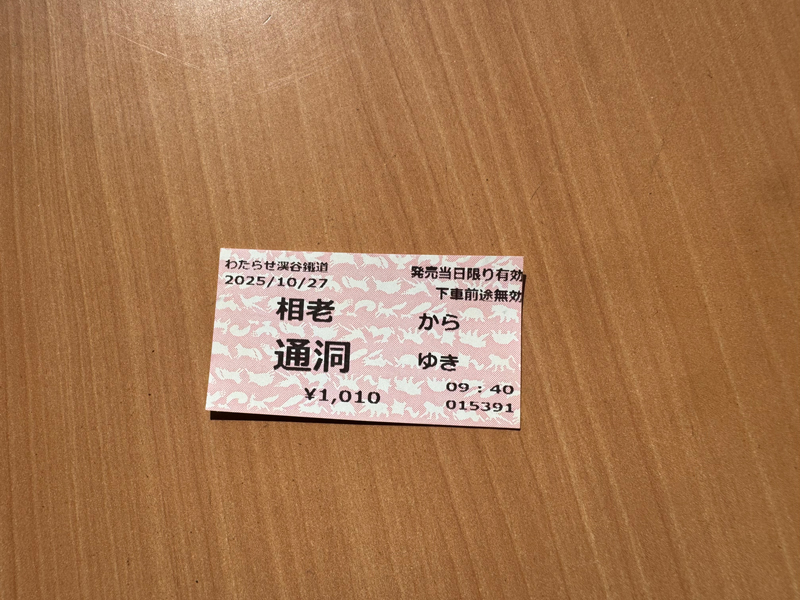 わたらせ渓谷鐵道
発売当日限り有効
2025/10/27
下車前途無効
相老 から
通洞 ゆき
¥1,010
09:40
015391